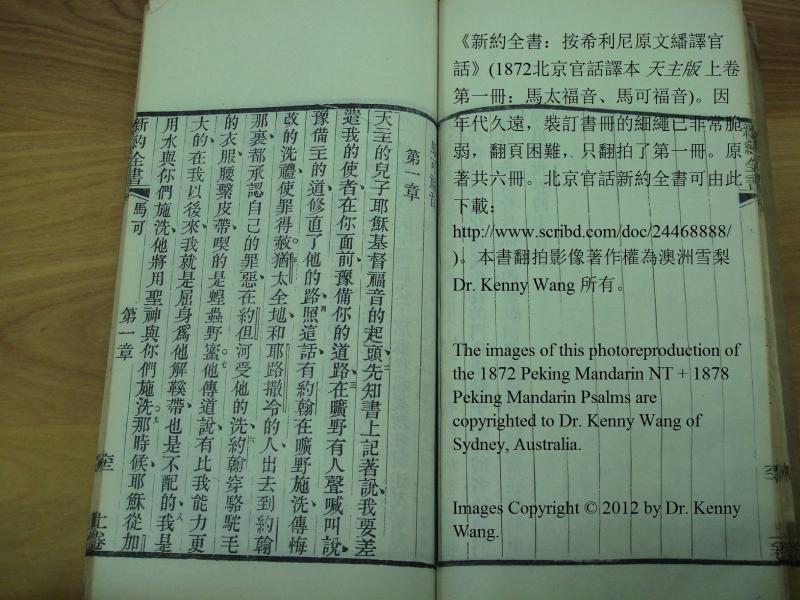 《新約全書：按希利尼原文繙譯官
話》(1872北京官話譯本 天主版 上卷
第一冊：馬太福音、馬可福音)。因
年代久遠，裝訂書冊的細繩已非常脆
弱，翻頁困難，只翻拍了第一冊。原
著共六冊。北京官話新約全書可由此
下載：
http://www.scribd.com/doc/24468888/
)。本書翻拍影像著作權為澳洲雪梨
Dr. Kenny Wang 所有。
The images of this photoreproduction of
the 1872 Peking Mandarin NT + 1878
Peking Mandarin Psalms are
copyrighted to Dr. Kenny Wang of
Sydney, Australia.
Images Copyright © 2012 by Dr. Kenny
Wang.
第一章
天主的兒子耶穌基督福音的起頭、先知書上記著說、我要差
遣我的使者、在你面前、豫備你的道路、在曠野有人聲喊叫說、
豫備主的道、修直了他的路、照這話有約翰在曠野施洗、傳悔
改的洗禮、使罪得赦。猶太全地、和耶路撒冷的人、出去到約翰
那裏、都承認自己的罪惡、在約但河受他的洗、約翰穿駱駝毛
的衣服、腰繫皮帶、喫的是蝗蟲野蜜。他傳道說、有比我能力更
大的、在我以後來、我就是屈身爲他解鞵帶、也是不配的、我是
用水與你們施洗、他將用聖神與你們施洗。那時候、耶穌從加
新約全書 馬可 第一章 上卷